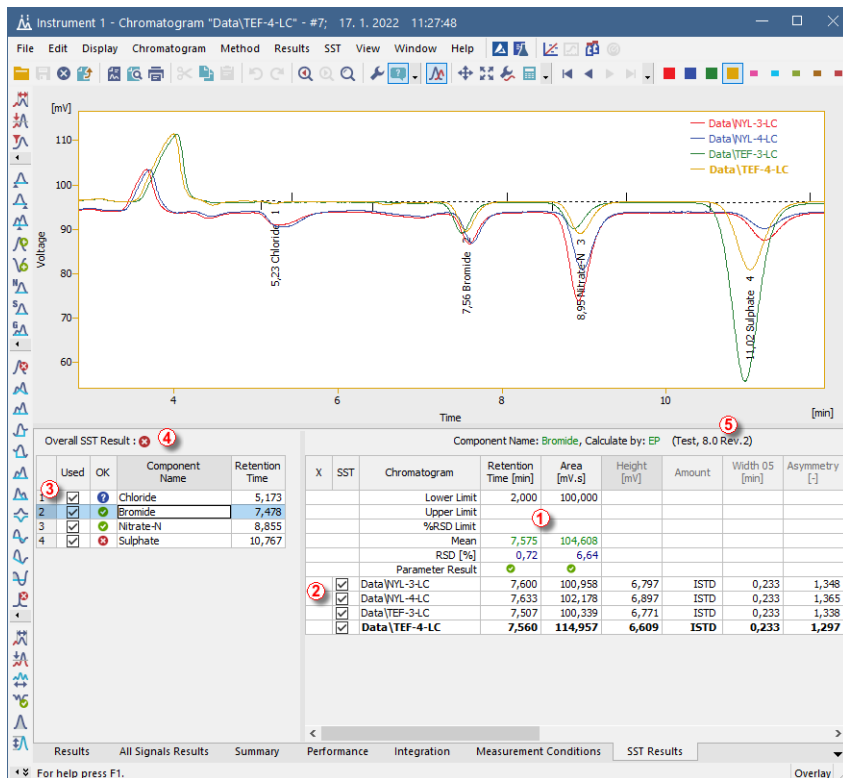 Instrument 1 - Chromatogram "Data\TEF-4-LC" - #7; 17. 1. 2022 11:27:48
File Edit Display Chromatogram Method Results SST View Window Help
[mV]
110
100
90
80
70
60
Voltage
Data\NYL-3-LC
Data\NYL-4-LC
Data\TEF-3-LC
Data\TEF-4-LC
5,23 Chloride 1
7,56 Bromide 2
8,95 Nitrate-N 3
11,02 Sulphate 4
4 6 8 10
Time [min]
Overall SST Result : 4
Component Name: Bromide, Calculate by: EP (Test, 8.0 Rev.2) 5
Used OK Component Name Retention Time
3
1 Chloride 5,173
2 Bromide 7,478
3 Nitrate-N 8,855
4 Sulphate 10,767
X SST Chromatogram Retention Time [min] Area [mV.s] Height [mV] Amount Width 05 [min] Asymmetry [-]
Lower Limit 2,000 100,000
Upper Limit
%RSD Limit 1
Mean 7,575 104,608
RSD [%] 0,72 6,64
Parameter Result
2
Data\NYL-3-LC 7,600 100,958 6,797 ISTD 0,233 1,348
Data\NYL-4-LC 7,633 102,178 6,897 ISTD 0,233 1,365
Data\TEF-3-LC 7,507 100,339 6,771 ISTD 0,233 1,338
Data\TEF-4-LC 7,560 114,957 6,609 ISTD 0,233 1,297
Results All Signals Results Summary Performance Integration Measurement Conditions SST Results
For help press F1. Overlay